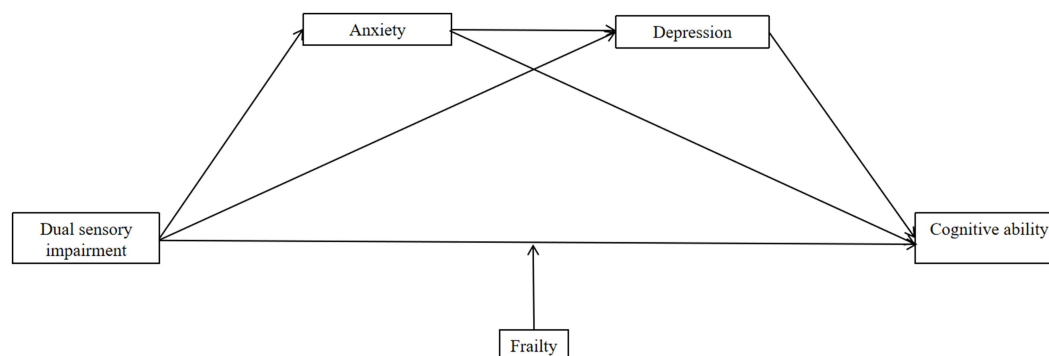 Anxiety
Depression
Dual sensory
impairment
Cognitive ability
Frailty